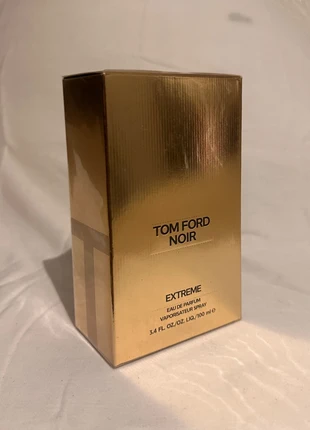 TOM FORD
NOIR
EXTREME
EAU DE PARFUM
VAPORISATEUR SPRAY
3.4 FL. OZ./OZ. LIQ./100 ml ℮